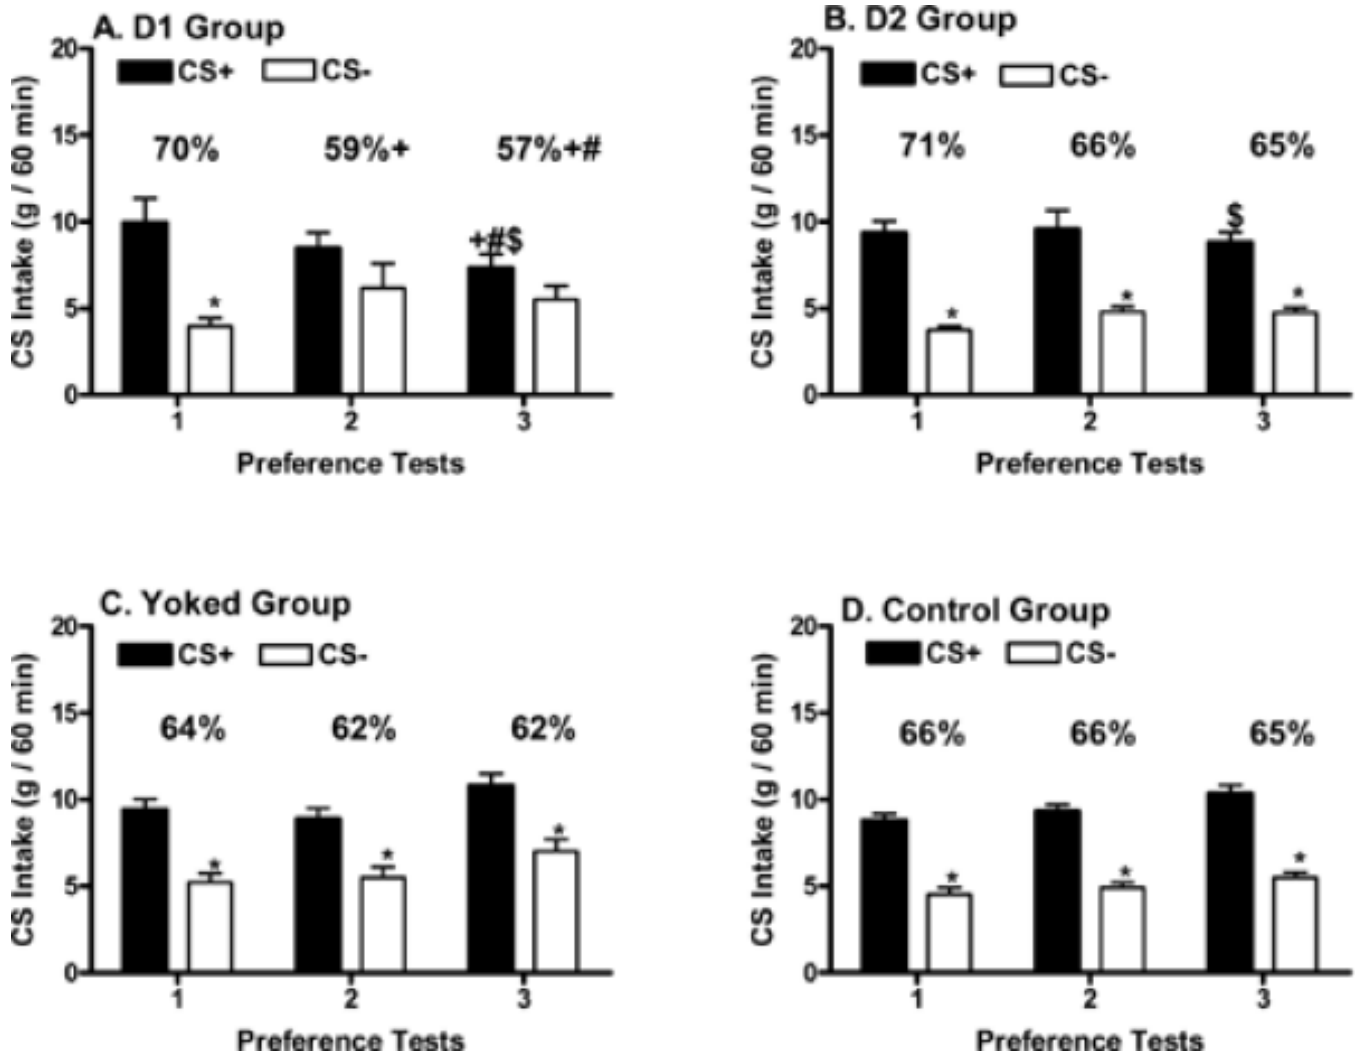 A. D1 Group
CS+ CS-
CS Intake (g / 60 min)
20
15
10
5
0
70% 59%+ 57%+#
*
+#$
1 2 3
Preference Tests
B. D2 Group
CS+ CS-
CS Intake (g / 60 min)
20
15
10
5
0
71% 66% 65%
* * $ *
1 2 3
Preference Tests
C. Yoked Group
CS+ CS-
CS Intake (g / 60 min)
20
15
10
5
0
64% 62% 62%
* * *
1 2 3
Preference Tests
D. Control Group
CS+ CS-
CS Intake (g / 60 min)
20
15
10
5
0
66% 66% 65%
* * *
1 2 3
Preference Tests